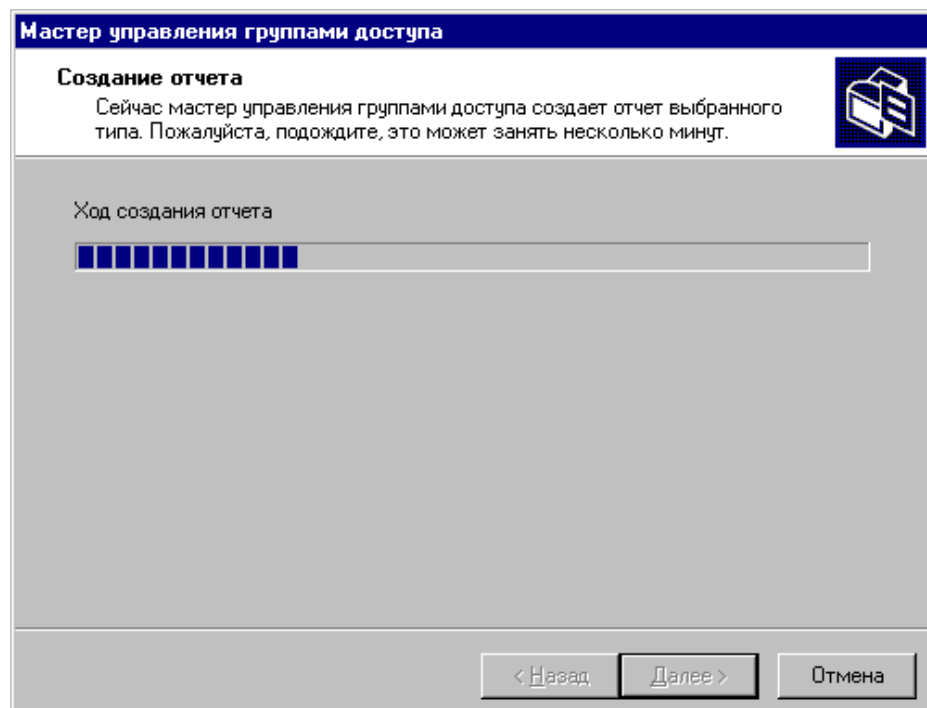 Мастер управления группами доступа
Создание отчета
Сейчас мастер управления группами доступа создает отчет выбранного
типа. Пожалуйста, подождите, это может занять несколько минут.
Ход создания отчета
< Назад
Далее >
Отмена